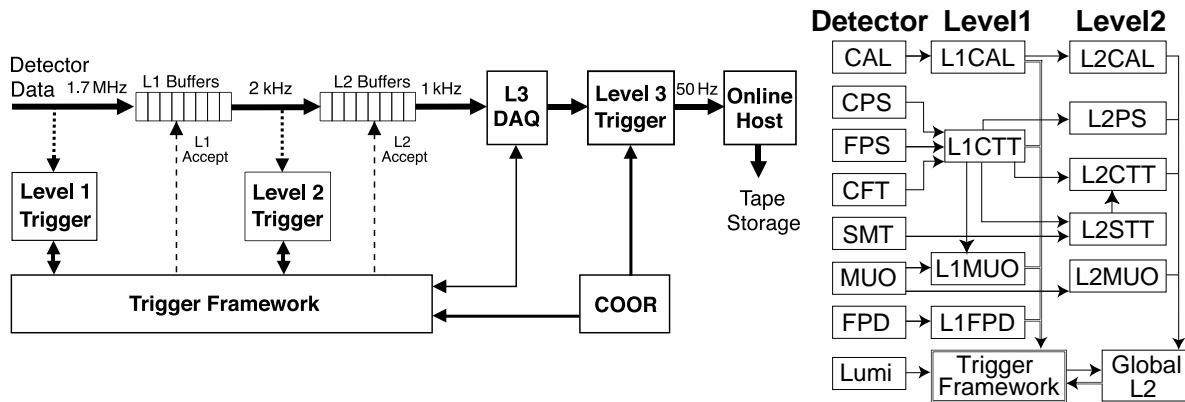 Detector
Data
1.7 MHz
L1 Buffers
2 kHz
L2 Buffers
1 kHz
L3
DAQ
Level 3
Trigger
50 Hz
Online
Host
L1
Accept
L2
Accept
Level 1
Trigger
Level 2
Trigger
Tape
Storage
Trigger Framework
COOR
Detector Level1 Level2
CAL
L1CAL
L2CAL
CPS
L2PS
FPS
L1CTT
CFT
L2CTT
SMT
L2STT
MUO
L1MUO
L2MUO
FPD
L1FPD
Lumi
Trigger
Framework
Global
L2